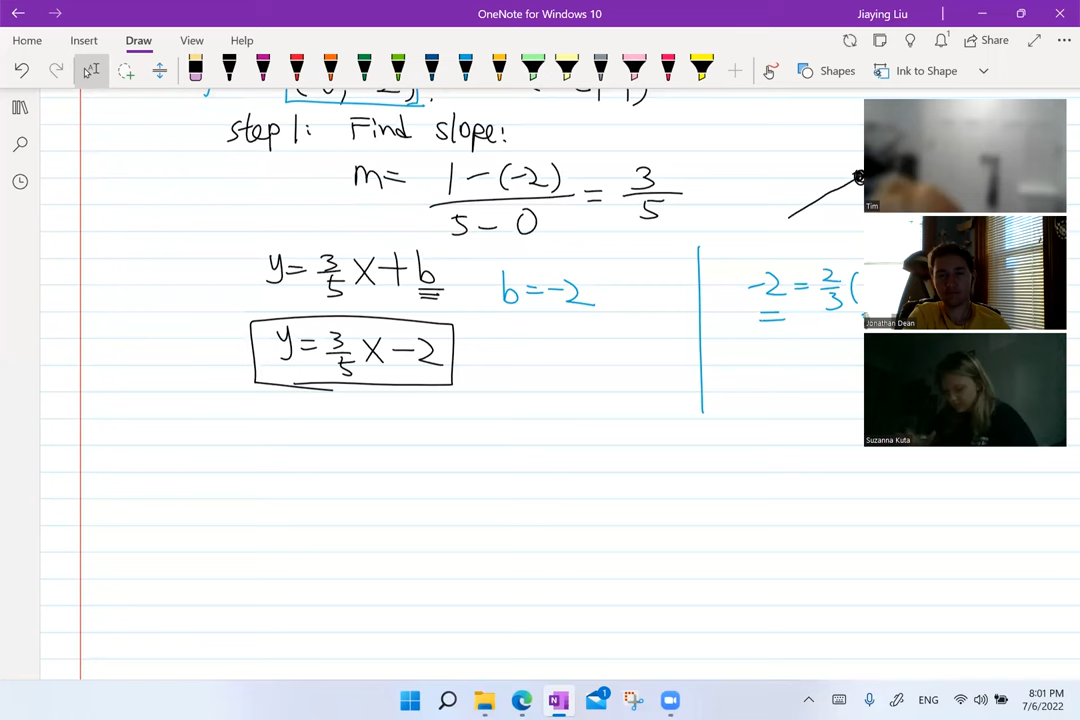 OneNote for Windows 10
Jiaying Liu
Home Insert Draw View Help
Share
Shapes
Ink to Shape
step 1: Find slope:
m = 1 - (-2) / 5 - 0 = 3/5
y = 3/5 x + b
b = -2
-2 = 2/3 (
y = 3/5 x - 2
Tim
Jonathan Dean
Suzanna Kuta
ENG
8:01 PM
7/6/2022
1